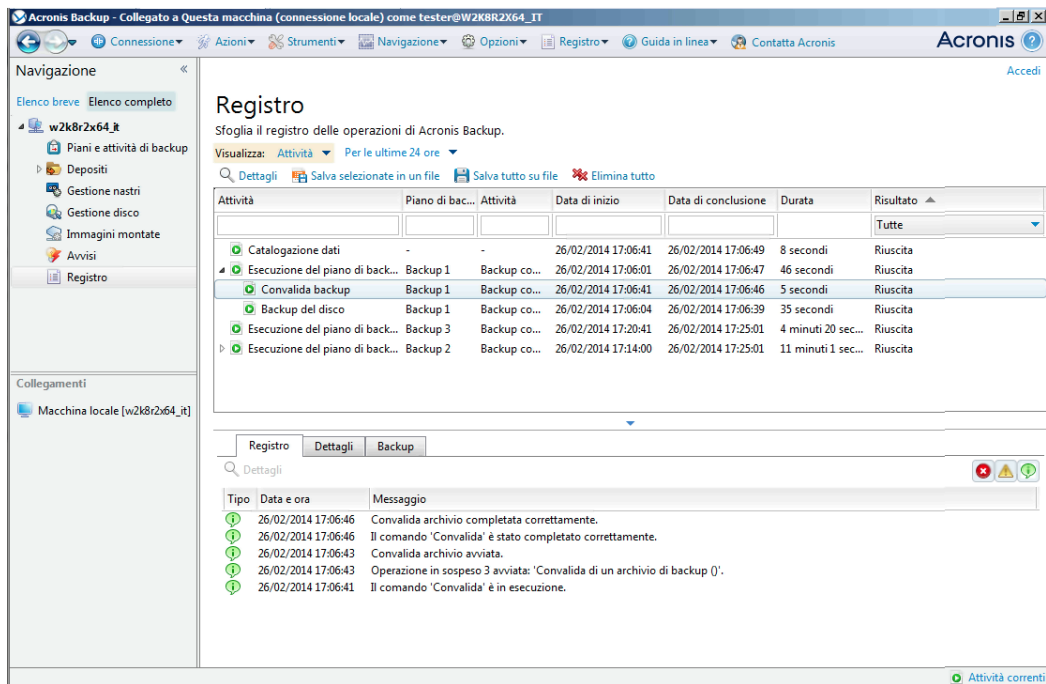 Acronis Backup - Collegato a Questa macchina (connessione locale) come tester@W2K8R2X64_IT
Connessione Azioni Strumenti Navigazione Opzioni Registro Guida in linea Contatta Acronis Acronis
Navigazione
Accedi
Elenco breve Elenco completo
w2k8r2x64_it
Piani e attività di backup
Depositi
Gestione nastri
Gestione disco
Immagini montate
Avvisi
Registro
Collegamenti
Macchina locale [w2k8r2x64_it]
Registro
Sfoglia il registro delle operazioni di Acronis Backup.
Visualizza: Attività Per le ultime 24 ore
Dettagli Salva selezionate in un file Salva tutto su file Elimina tutto
Attività Piano di bac... Attività Data di inizio Data di conclusione Durata Risultato
Tutte
Catalogazione dati - - 26/02/2014 17:06:41 26/02/2014 17:06:49 8 secondi Riuscita
Esecuzione del piano di back... Backup 1 Backup co... 26/02/2014 17:06:01 26/02/2014 17:06:47 46 secondi Riuscita
Convalida backup Backup 1 Backup co... 26/02/2014 17:06:41 26/02/2014 17:06:46 5 secondi Riuscita
Backup del disco Backup 1 Backup co... 26/02/2014 17:06:04 26/02/2014 17:06:39 35 secondi Riuscita
Esecuzione del piano di back... Backup 3 Backup co... 26/02/2014 17:20:41 26/02/2014 17:25:01 4 minuti 20 sec... Riuscita
Esecuzione del piano di back... Backup 2 Backup co... 26/02/2014 17:14:00 26/02/2014 17:25:01 11 minuti 1 sec... Riuscita
Registro Dettagli Backup
Dettagli
Tipo Data e ora Messaggio
26/02/2014 17:06:46 Convalida archivio completata correttamente.
26/02/2014 17:06:46 Il comando 'Convalida' è stato completato correttamente.
26/02/2014 17:06:43 Convalida archivio avviata.
26/02/2014 17:06:43 Operazione in sospeso 3 avviata: 'Convalida di un archivio di backup ()'.
26/02/2014 17:06:41 Il comando 'Convalida' è in esecuzione.
Attività correnti